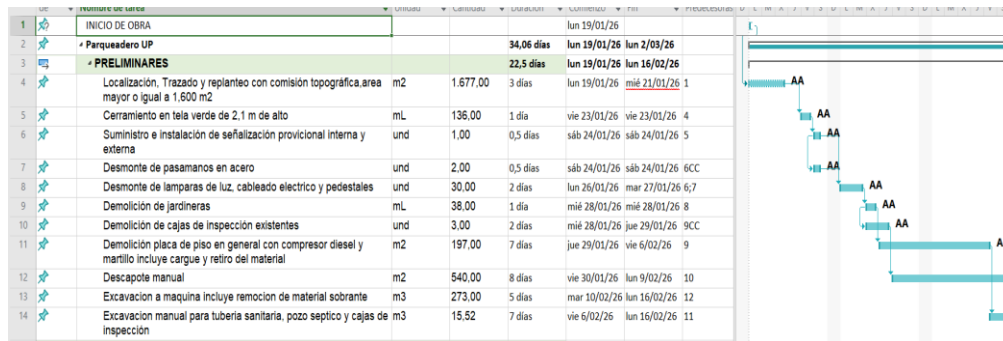 de Nombre de tarea Unidad Cantidad Duración Comienzo Fin Predecesoras D L M X J V S D L M X J V S D L M X J V S
1 INICIO DE OBRA lun 19/01/26
2 Parqueadero UP 34,06 días lun 19/01/26 lun 2/03/26
3 PRELIMINARES 22,5 días lun 19/01/26 lun 16/02/26
4 Localización, Trazado y replanteo con comisión topográfica,area m2 1.677,00 3 días lun 19/01/26 mié 21/01/26 1 AA
mayor o igual a 1,600 m2
5 Cerramiento en tela verde de 2,1 m de alto mL 136,00 1 día vie 23/01/26 vie 23/01/26 4 AA
6 Suministro e instalación de señalización provicional interna y und 1,00 0,5 días sáb 24/01/26 sáb 24/01/26 5 AA
externa
7 Desmonte de pasamanos en acero und 2,00 0,5 días sáb 24/01/26 sáb 24/01/26 6CC AA
8 Desmonte de lamparas de luz, cableado electrico y pedestales und 30,00 2 días lun 26/01/26 mar 27/01/26 6;7 AA
9 Demolición de jardineras mL 38,00 1 día mié 28/01/26 mié 28/01/26 8 AA
10 Demolición de cajas de inspección existentes und 3,00 2 días mié 28/01/26 jue 29/01/26 9CC AA
11 Demolición placa de piso en general con compresor diesel y m2 197,00 7 días jue 29/01/26 vie 6/02/26 9 A
martillo incluye cargue y retiro del material
12 Descapote manual m2 540,00 8 días vie 30/01/26 lun 9/02/26 10
13 Excavacion a maquina incluye remocion de material sobrante m3 273,00 5 días mar 10/02/26 lun 16/02/26 12
14 Excavacion manual para tuberia sanitaria, pozo septico y cajas de m3 15,52 7 días vie 6/02/26 lun 16/02/26 11
inspección